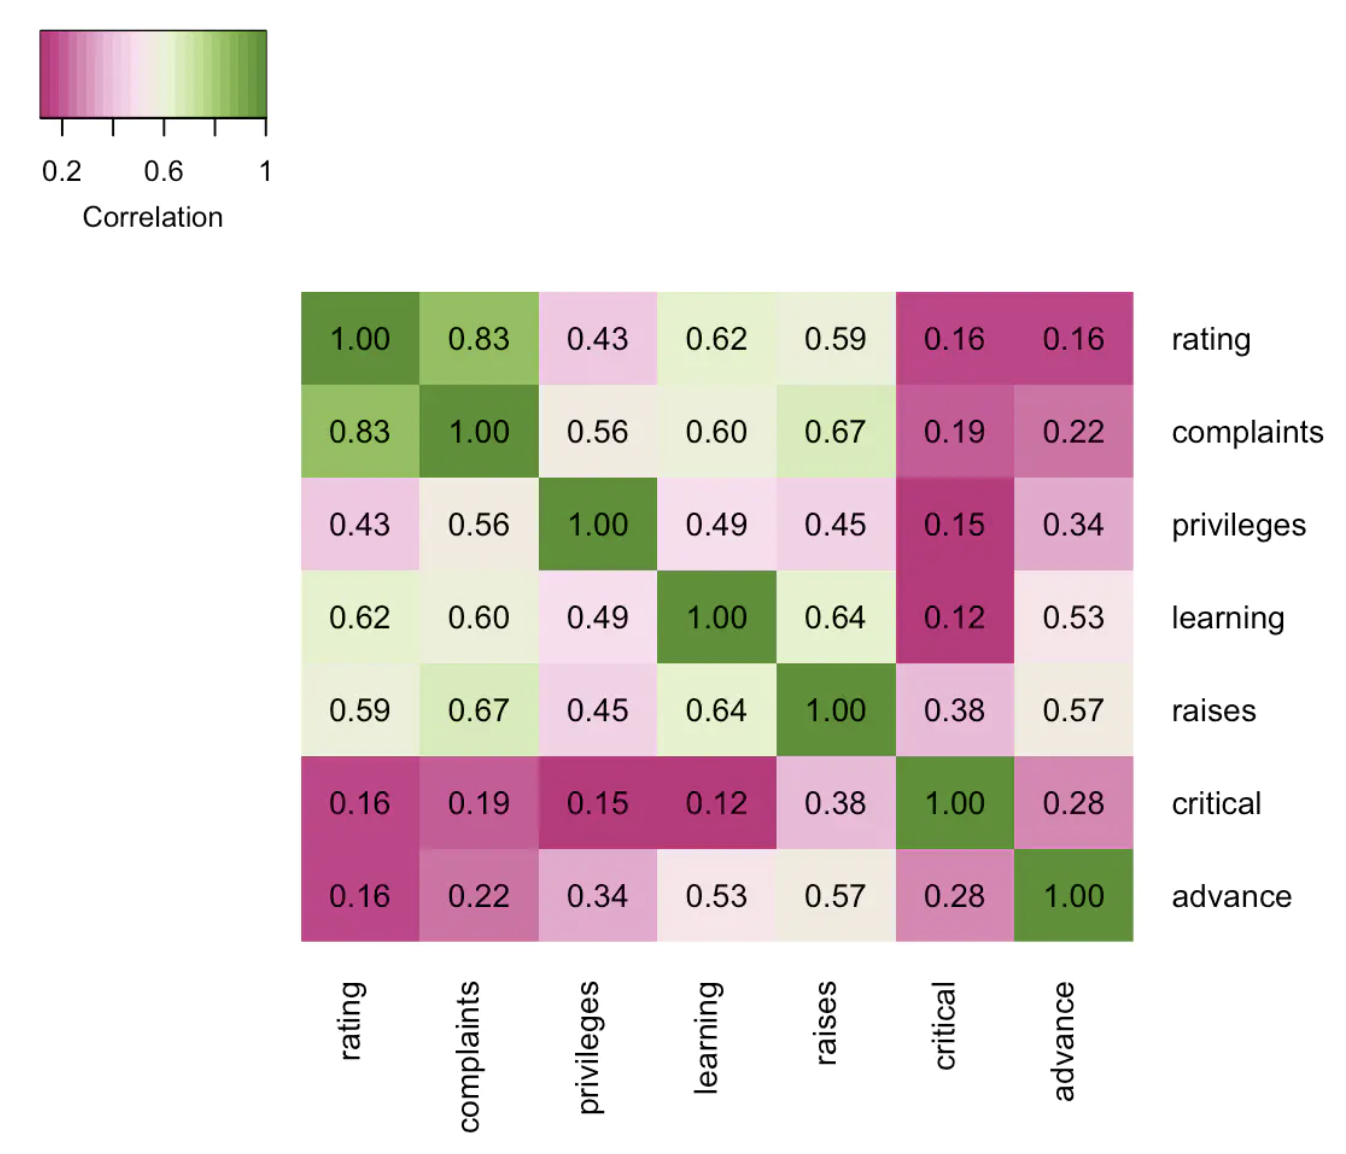 0.2 0.6 1
Correlation
1.00 0.83 0.43 0.62 0.59 0.16 0.16 rating
0.83 1.00 0.56 0.60 0.67 0.19 0.22 complaints
0.43 0.56 1.00 0.49 0.45 0.15 0.34 privileges
0.62 0.60 0.49 1.00 0.64 0.12 0.53 learning
0.59 0.67 0.45 0.64 1.00 0.38 0.57 raises
0.16 0.19 0.15 0.12 0.38 1.00 0.28 critical
0.16 0.22 0.34 0.53 0.57 0.28 1.00 advance
rating
complaints
privileges
learning
raises
critical
advance